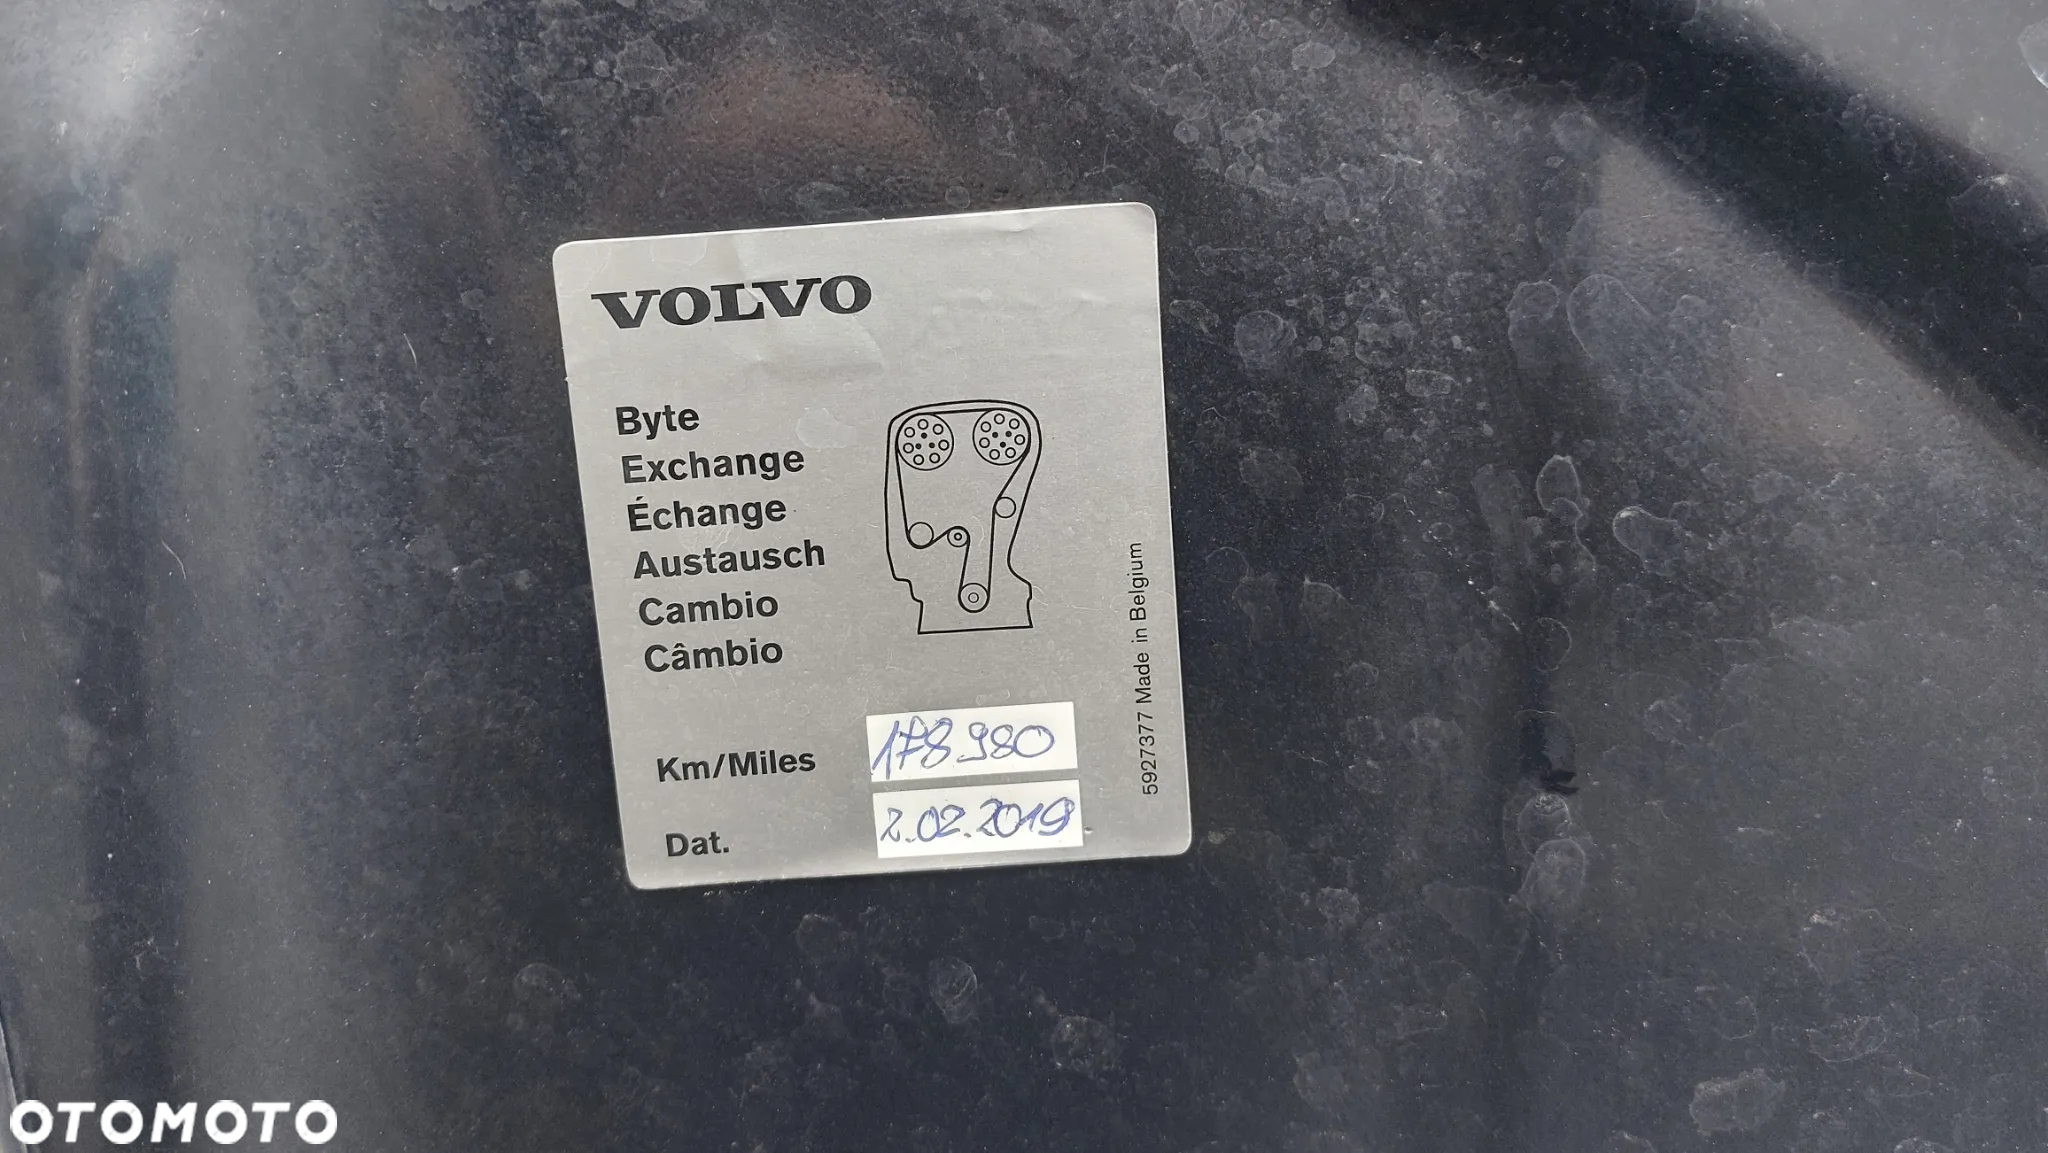 VOLVO
Byte
Exchange
Échange
Austausch
Cambio
Câmbio
Km/Miles 178.980
Dat. 2.02.2019
5927377 Made in Belgium
OTOMOTO